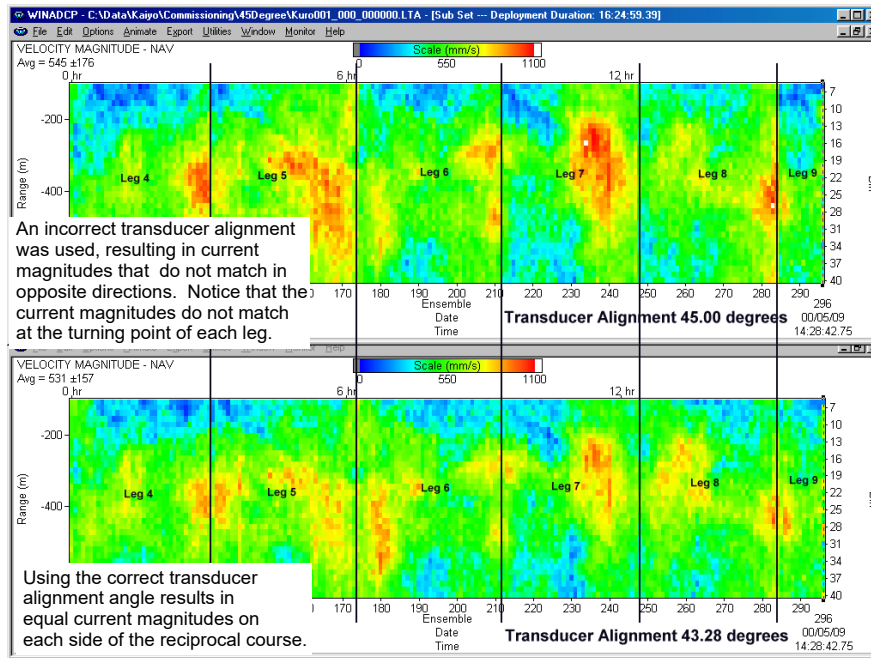 WINADCP - C:\Data\Kaiyo\Commissioning\45Degree\Kuro001_000_000000.LTA - [Sub Set --- Deployment Duration: 16:24:59.39]
File Edit Options Animate Export Utilities Window Monitor Help
VELOCITY MAGNITUDE - NAV
Avg = 545 ±176
Scale (mm/s)
0 550 1100
0 hr 6 hr 12 hr
Range (m)
-200
-400
7
10
13
16
19
22
25
28
31
34
37
40
Leg 4 Leg 5 Leg 6 Leg 7 Leg 8 Leg 9
An incorrect transducer alignment
was used, resulting in current
magnitudes that do not match in
opposite directions. Notice that the
current magnitudes do not match
at the turning point of each leg.
170 180 190 200 210 220 230 240 250 260 270 280 290
Ensemble 296
Date 00/05/09
Time 14:28:42.75
Transducer Alignment 45.00 degrees
VELOCITY MAGNITUDE - NAV
Avg = 531 ±157
Scale (mm/s)
0 550 1100
0 hr 6 hr 12 hr
Range (m)
-200
-400
7
10
13
16
19
22
25
28
31
34
37
40
Leg 4 Leg 5 Leg 6 Leg 7 Leg 8 Leg 9
Using the correct transducer
alignment angle results in
equal current magnitudes on
each side of the reciprocal course.
170 180 190 200 210 220 230 240 250 260 270 280 290
Ensemble 296
Date 00/05/09
Time 14:28:42.75
Transducer Alignment 43.28 degrees